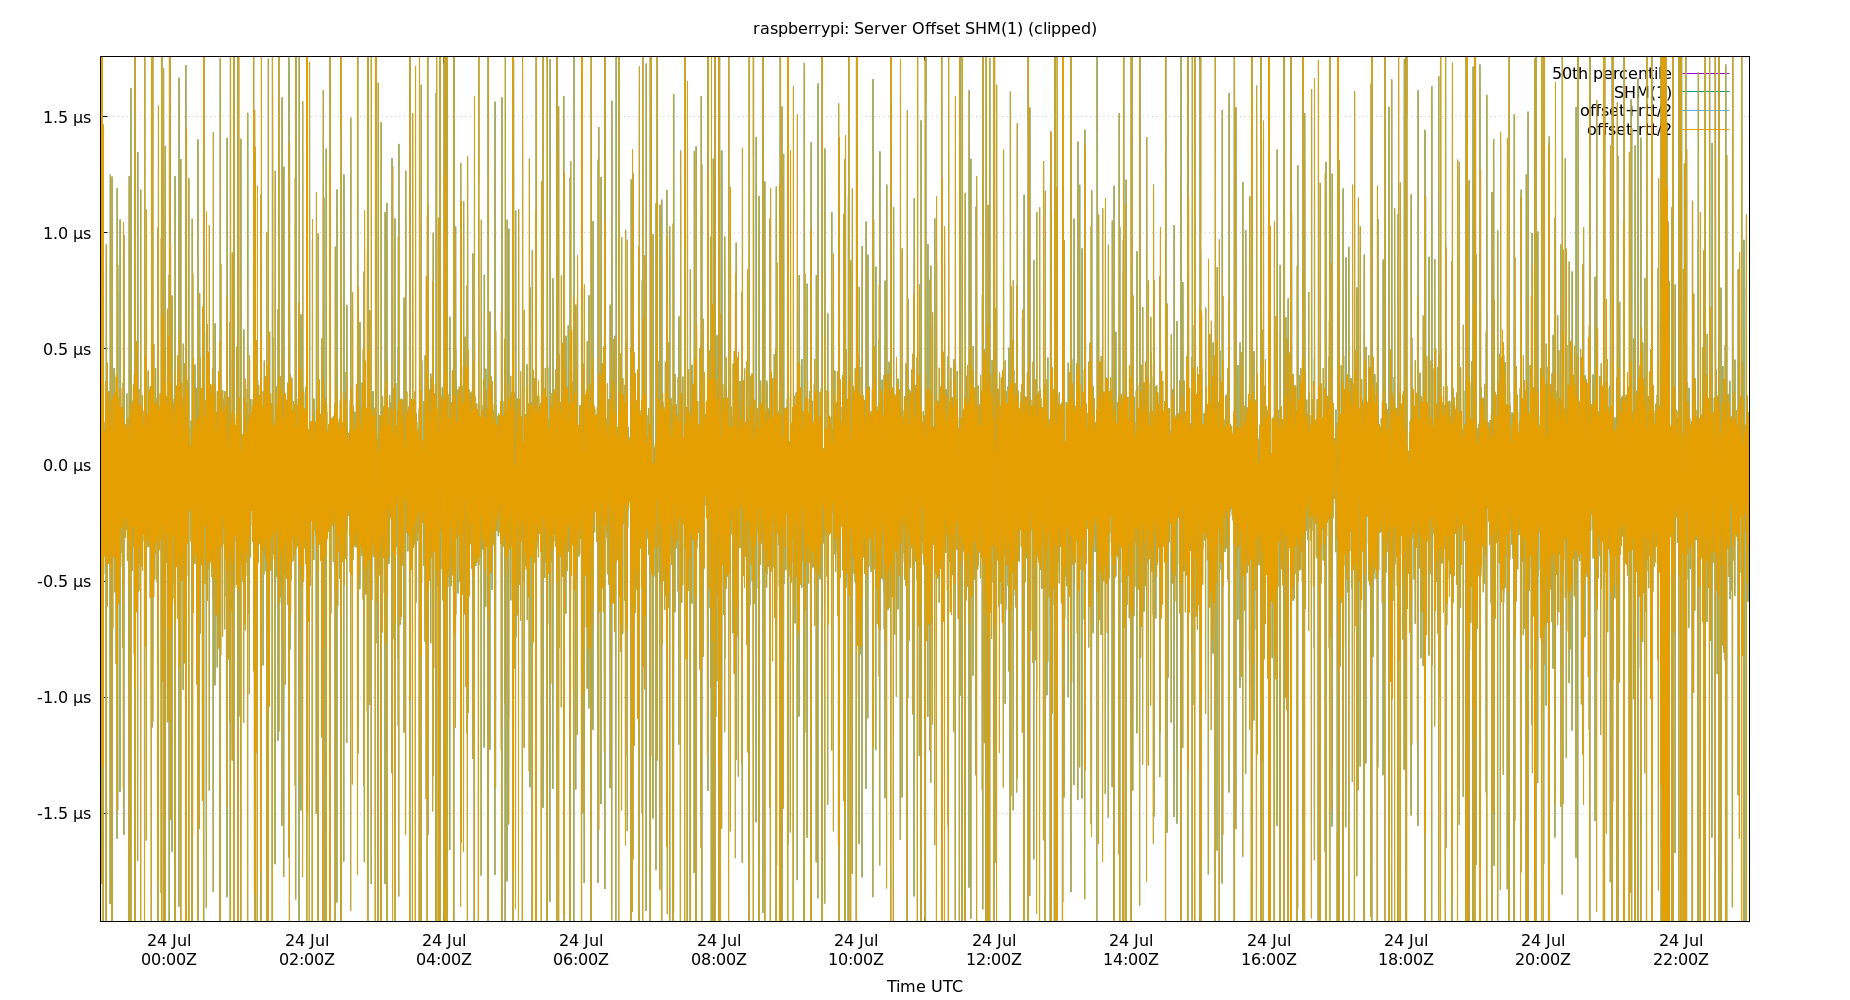 raspberrypi: Server Offset SHM(1) (clipped)
50th percentile
SHM(1)
offset+rtt/2
offset-rtt/2
1.5 µs
1.0 µs
0.5 µs
0.0 µs
-0.5 µs
-1.0 µs
-1.5 µs
24 Jul 24 Jul 24 Jul 24 Jul 24 Jul 24 Jul 24 Jul 24 Jul 24 Jul 24 Jul 24 Jul 24 Jul
00:00Z 02:00Z 04:00Z 06:00Z 08:00Z 10:00Z 12:00Z 14:00Z 16:00Z 18:00Z 20:00Z 22:00Z
Time UTC